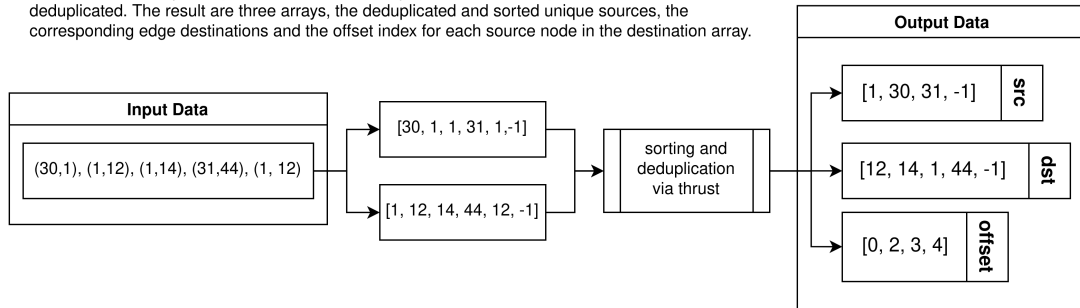 deduplicated. The result are three arrays, the deduplicated and sorted unique sources, the
corresponding edge destinations and the offset index for each source node in the destination array.
Input Data
(30,1), (1,12), (1,14), (31,44), (1, 12)
[30, 1, 1, 31, 1,-1]
[1, 12, 14, 44, 12, -1]
sorting and
deduplication
via thrust
Output Data
[1, 30, 31, -1]
src
[12, 14, 1, 44, -1]
dst
[0, 2, 3, 4]
offset